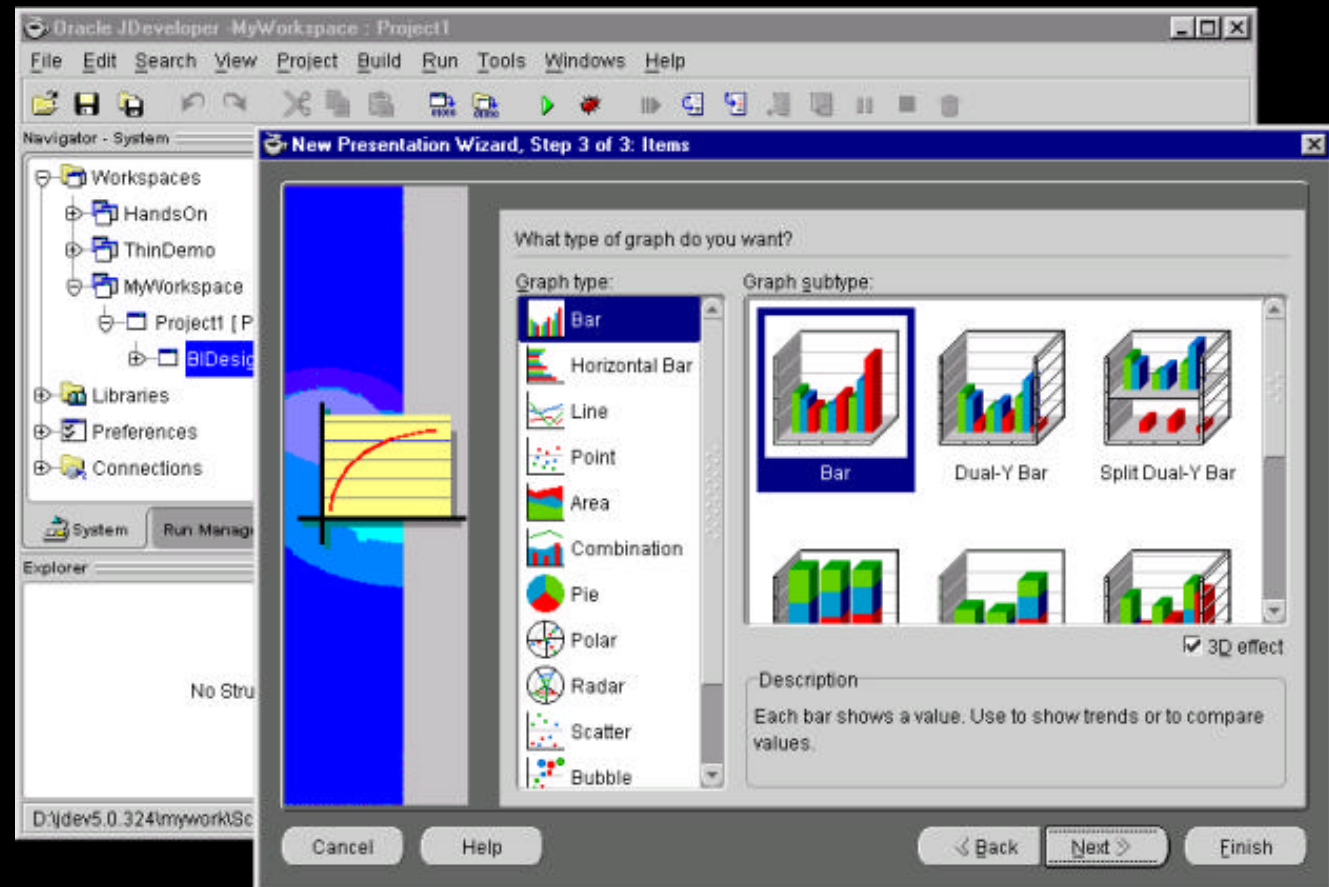 Oracle JDeveloper -MyWorkspace : Project1
File Edit Search View Project Build Run Tools Windows Help
Navigator - System
Workspaces
HandsOn
ThinDemo
MyWorkspace
Project1 [ P
BIDesig
Libraries
Preferences
Connections
System Run Manag
Explorer
No Stru
D:\jdev5.0.324\mywork\Sc
New Presentation Wizard, Step 3 of 3: Items
What type of graph do you want?
Graph type:
Bar
Horizontal Bar
Line
Point
Area
Combination
Pie
Polar
Radar
Scatter
Bubble
Graph subtype:
Bar Dual-Y Bar Split Dual-Y Bar
3D effect
Description
Each bar shows a value. Use to show trends or to compare
values.
Cancel Help Back Next Finish